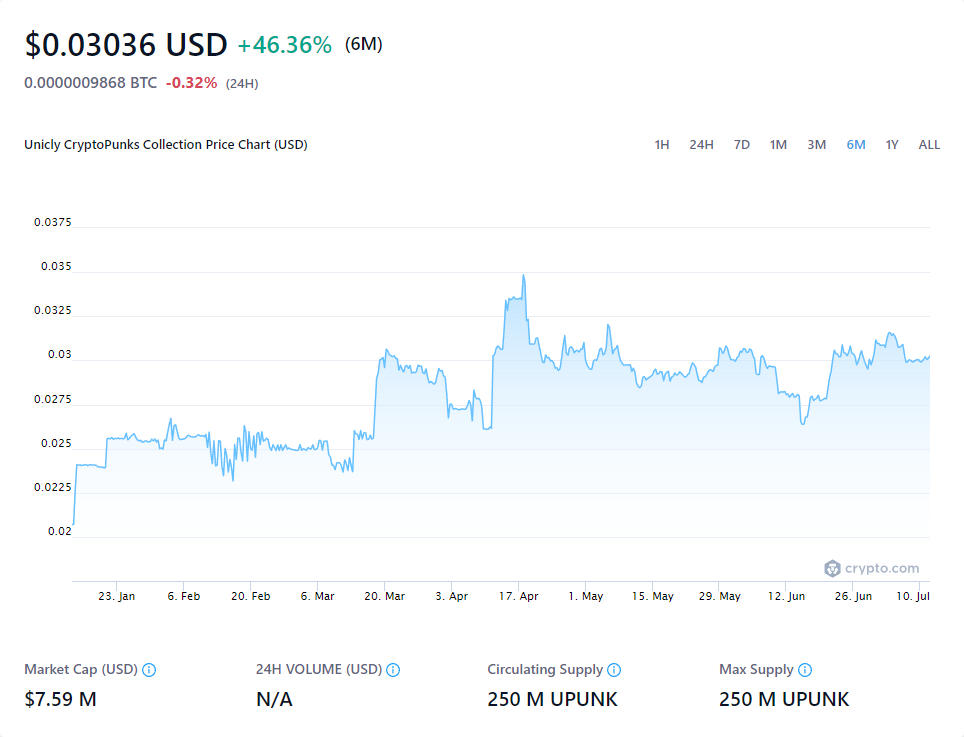 $0.03036 USD +46.36% (6M)
0.0000009868 BTC -0.32% (24H)
Unicly CryptoPunks Collection Price Chart (USD)
1H 24H 7D 1M 3M 6M 1Y ALL
0.0375
0.035
0.0325
0.03
0.0275
0.025
0.0225
0.02
crypto.com
23. Jan 6. Feb 20. Feb 6. Mar 20. Mar 3. Apr 17. Apr 1. May 15. May 29. May 12. Jun 26. Jun 10. Jul
Market Cap (USD) 24H VOLUME (USD) Circulating Supply Max Supply
$7.59 M N/A 250 M UPUNK 250 M UPUNK